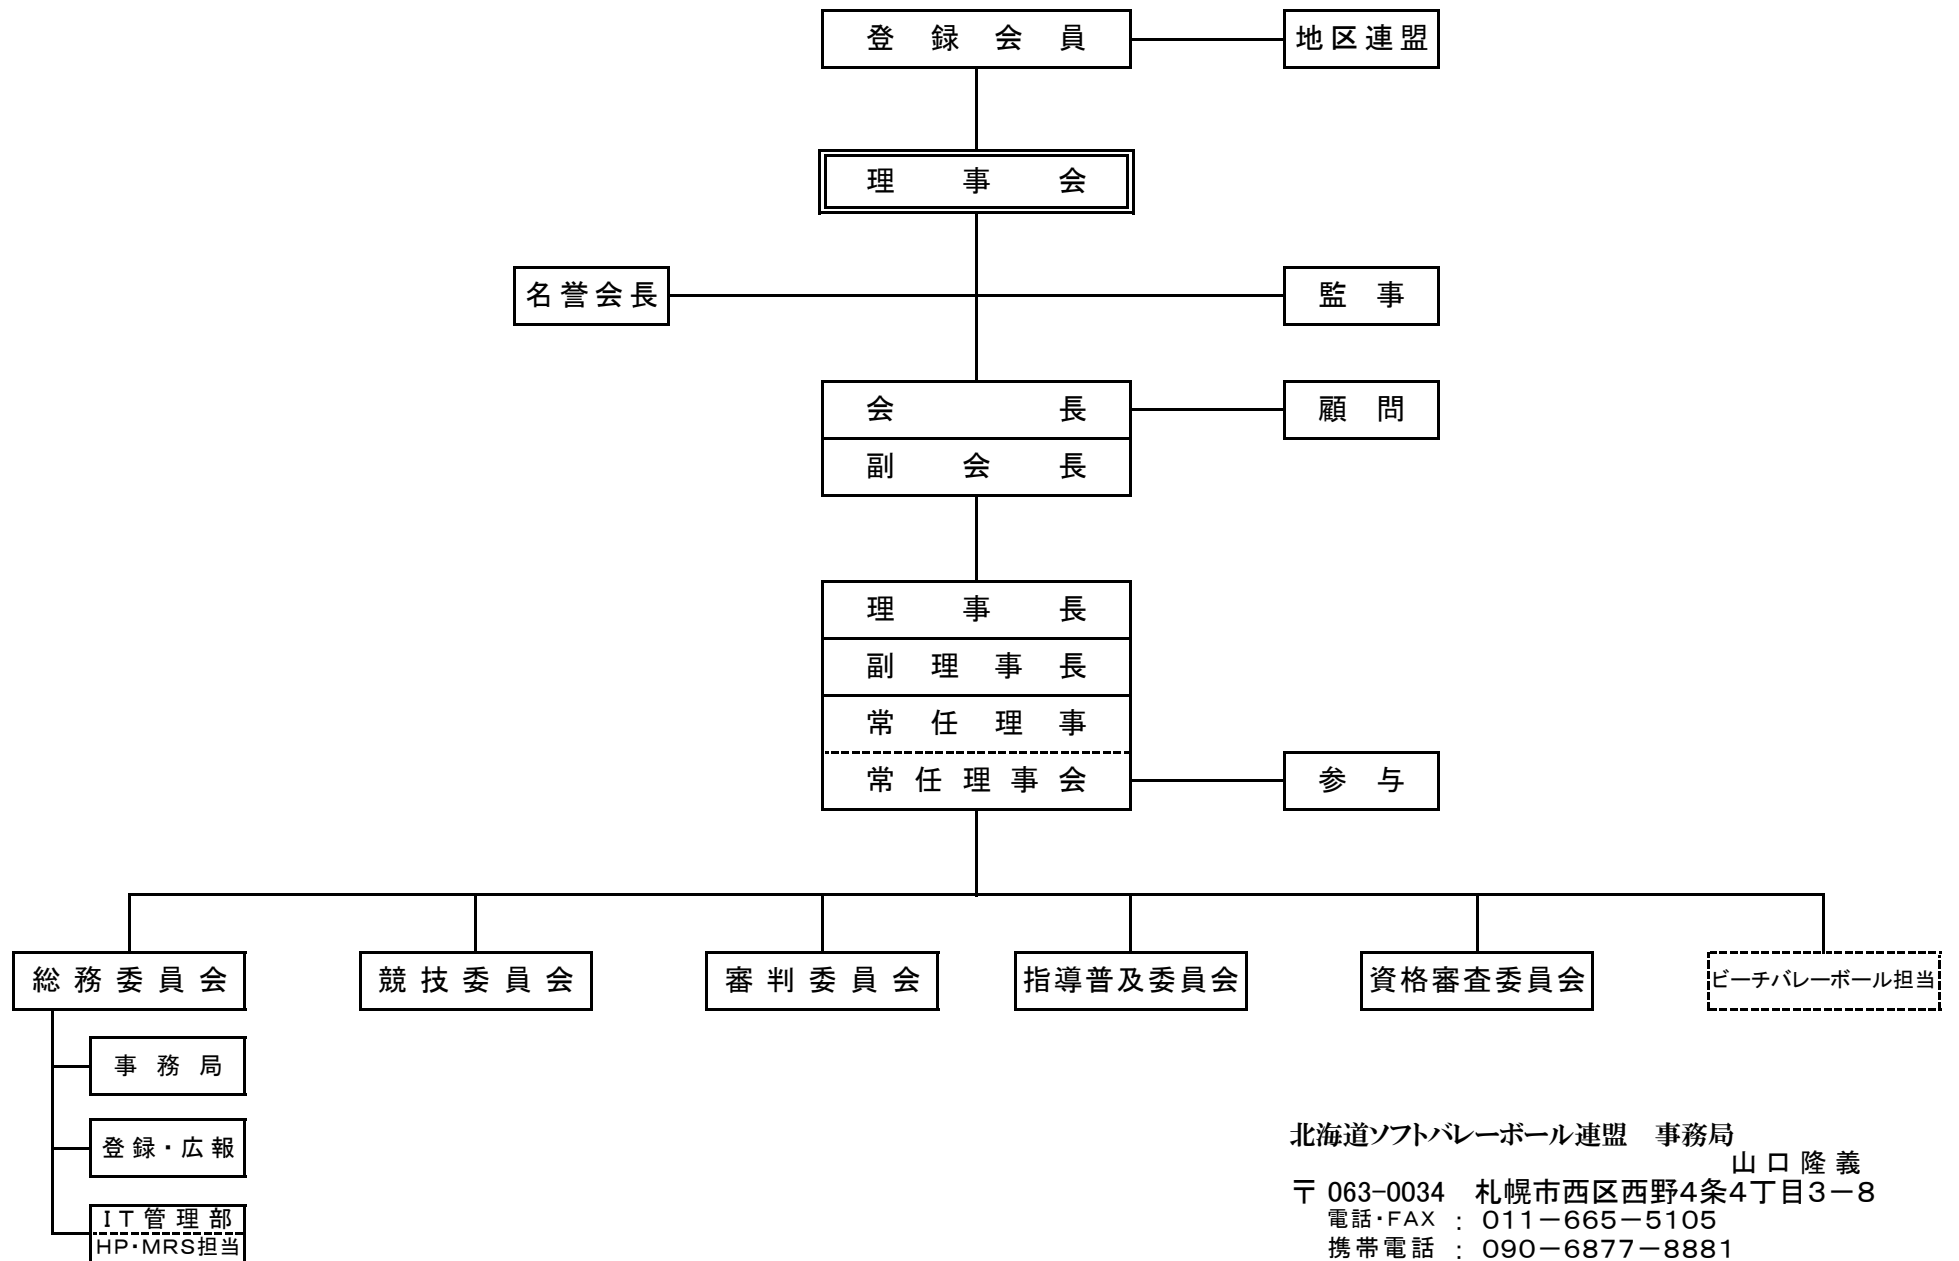 登録会員
地区連盟
理事会
名誉会長
監事
会長
顧問
副会長
理事長
副理事長
常任理事
常任理事会
参与
総務委員会
競技委員会
審判委員会
指導普及委員会
資格審査委員会
ビーチバレーボール担当
事務局
登録・広報
IT管理部
HP・MRS担当
北海道ソフトバレーボール連盟　事務局
山口隆義
〒063-0034　札幌市西区西野4条4丁目3－8
電話・FAX ： 011－665－5105
携帯電話 ： 090－6877－8881